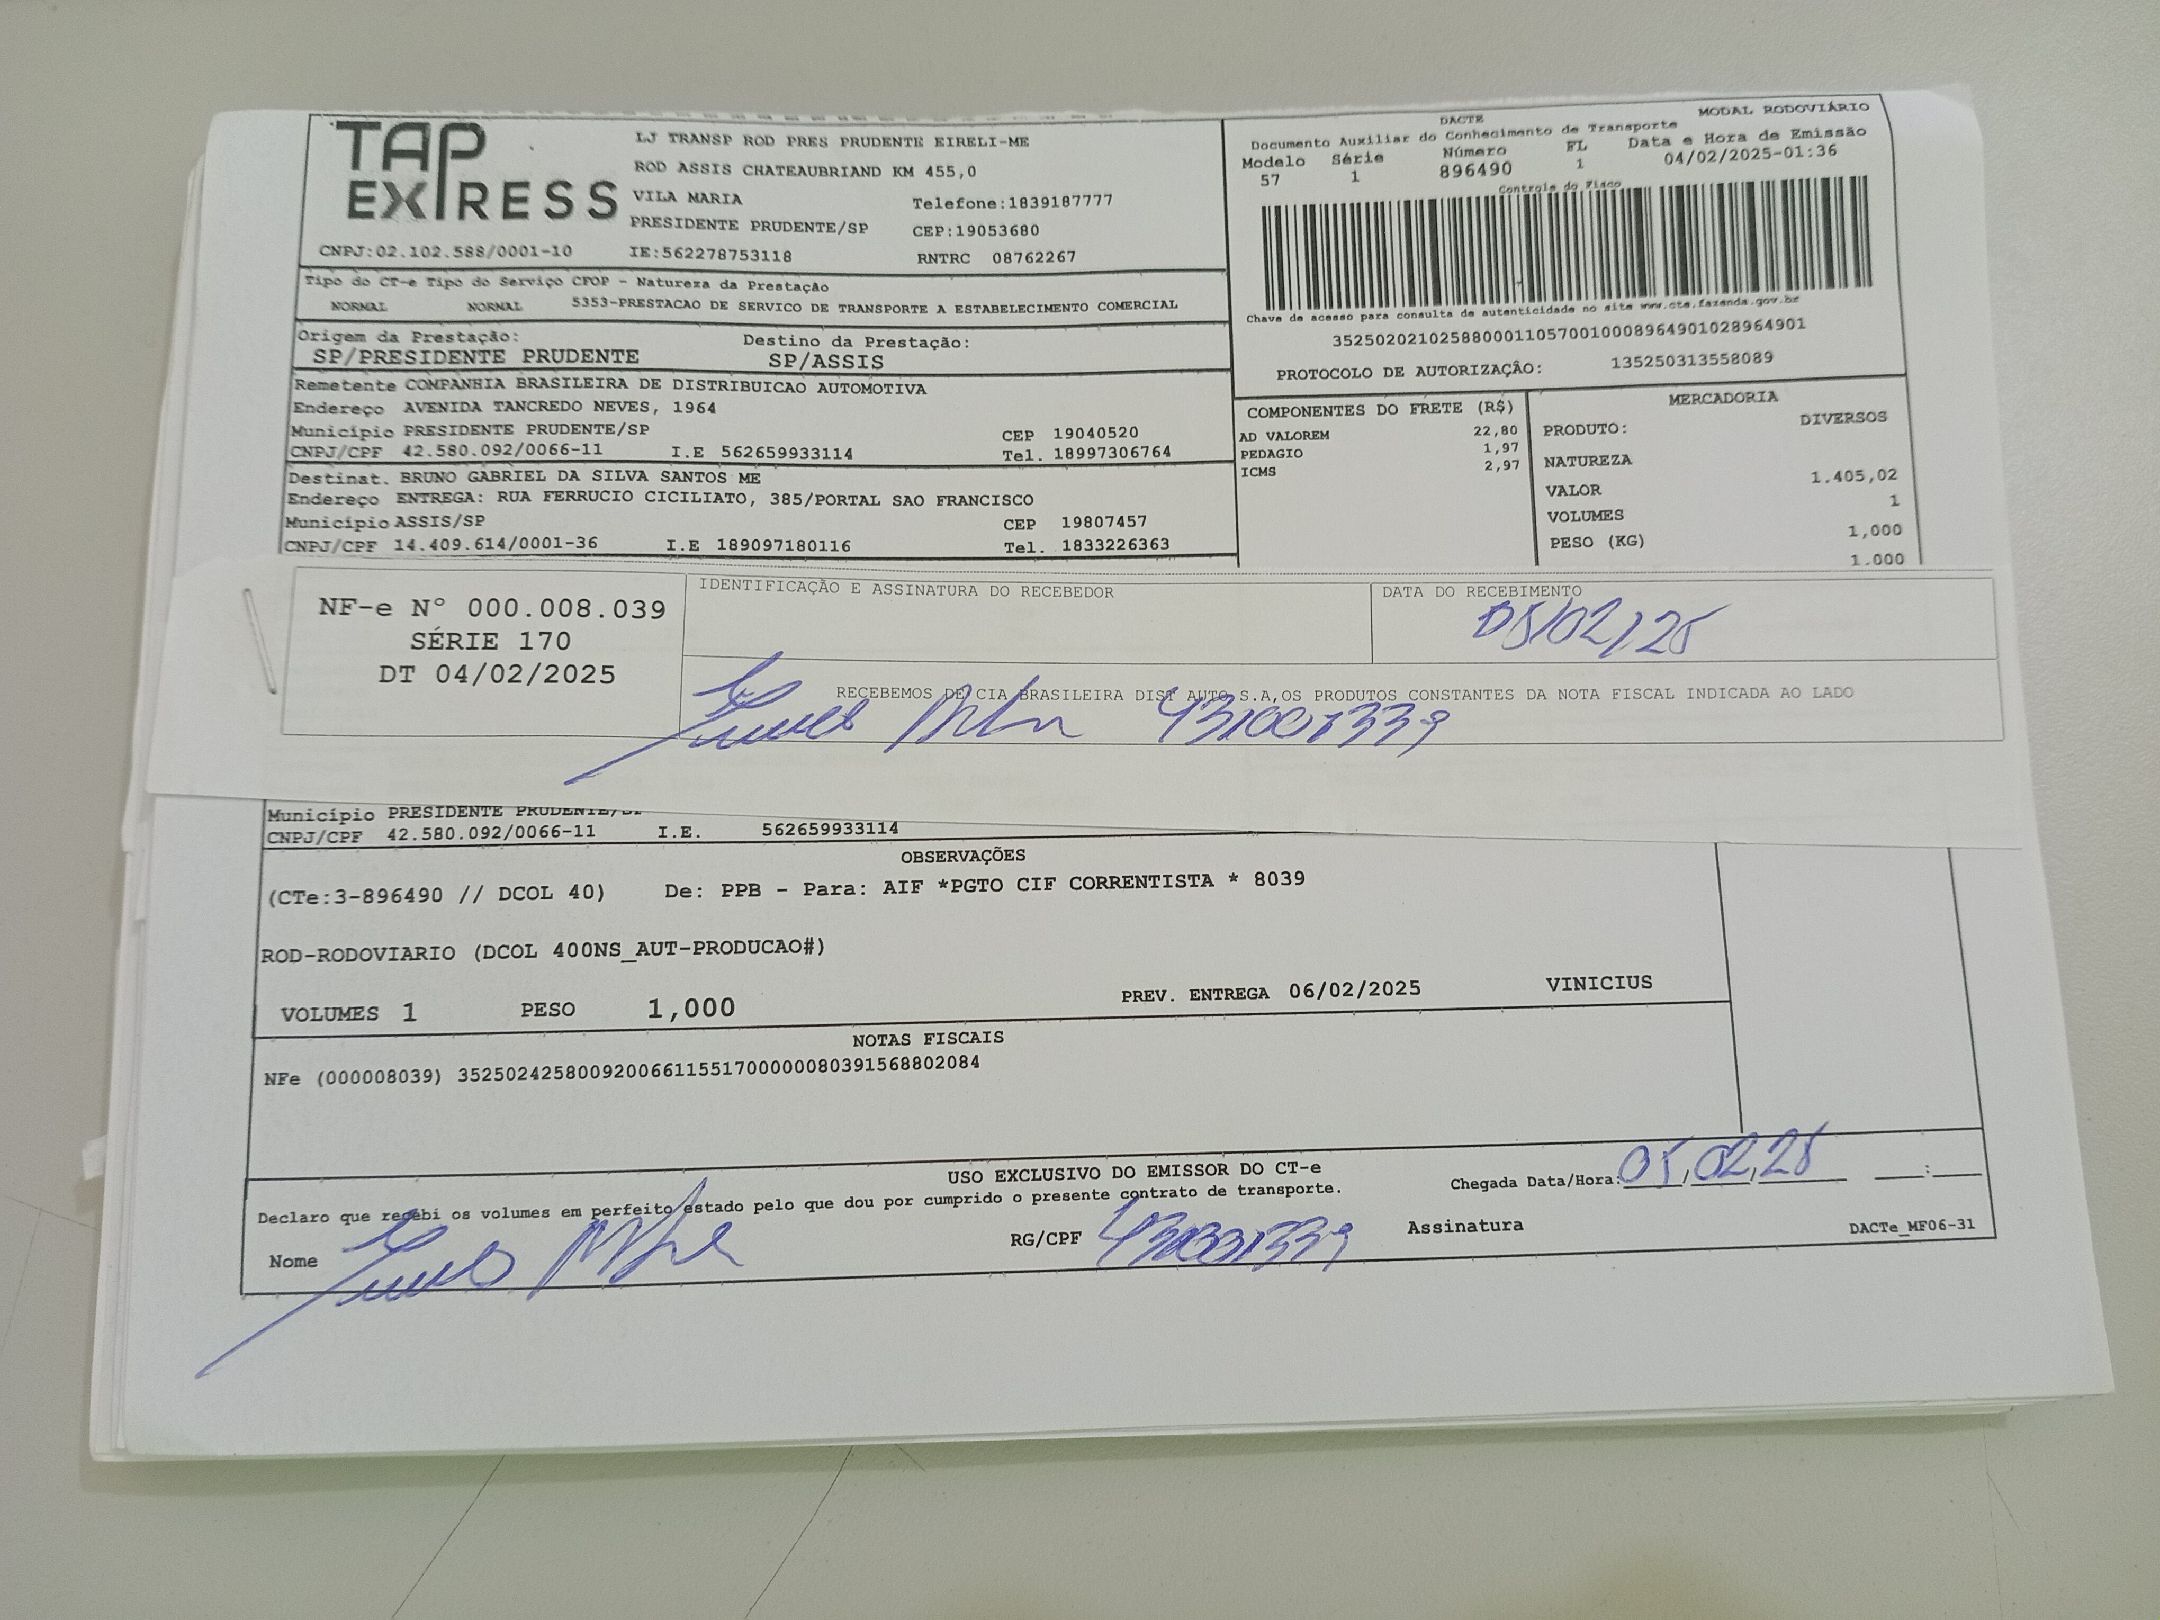 TAP EXPRESS
LJ TRANSP ROD PRES PRUDENTE EIRELI-ME
ROD ASSIS CHATEAUBRIAND KM 455,0
VILA MARIA Telefone:1839187777
PRESIDENTE PRUDENTE/SP CEP:19053680
CNPJ:02.102.588/0001-10 IE:562278753118 RNTRC 08762267
DACTE MODAL RODOVIÁRIO
Documento Auxiliar do Conhecimento de Transporte
Modelo Série Número FL Data e Hora de Emissão
57 1 896490 1 04/02/2025-01:36
Controle do Fisco
Chave de acesso para consulta de autenticidade no site www.cte.fazenda.gov.br
35250202102588000110570010008964901028964901
PROTOCOLO DE AUTORIZAÇÃO: 135250313558089
Tipo do CT-e Tipo do Serviço CFOP - Natureza da Prestação
NORMAL NORMAL 5353-PRESTACAO DE SERVICO DE TRANSPORTE A ESTABELECIMENTO COMERCIAL
Origem da Prestação: Destino da Prestação:
SP/PRESIDENTE PRUDENTE SP/ASSIS
Remetente COMPANHIA BRASILEIRA DE DISTRIBUICAO AUTOMOTIVA
Endereço AVENIDA TANCREDO NEVES, 1964
Município PRESIDENTE PRUDENTE/SP CEP 19040520
CNPJ/CPF 42.580.092/0066-11 I.E 562659933114 Tel. 18997306764
Destinat. BRUNO GABRIEL DA SILVA SANTOS ME
Endereço ENTREGA: RUA FERRUCIO CICILIATO, 385/PORTAL SAO FRANCISCO
Município ASSIS/SP CEP 19807457
CNPJ/CPF 14.409.614/0001-36 I.E 189097180116 Tel. 1833226363
COMPONENTES DO FRETE (R$)
AD VALOREM 22,80
PEDAGIO 1,97
ICMS 2,97
MERCADORIA
PRODUTO: DIVERSOS
NATUREZA
VALOR 1.405,02
VOLUMES 1
PESO (KG) 1,000
1.000
NF-e Nº 000.008.039
SÉRIE 170
DT 04/02/2025
IDENTIFICAÇÃO E ASSINATURA DO RECEBEDOR
DATA DO RECEBIMENTO
05/02/25
RECEBEMOS DE CIA BRASILEIRA DIST AUTO S.A,OS PRODUTOS CONSTANTES DA NOTA FISCAL INDICADA AO LADO
Município PRESIDENTE PRUDENTE/SP
CNPJ/CPF 42.580.092/0066-11 I.E. 562659933114
OBSERVAÇÕES
(CTe:3-896490 // DCOL 40) De: PPB - Para: AIF *PGTO CIF CORRENTISTA * 8039
ROD-RODOVIARIO (DCOL 400NS_AUT-PRODUCAO#)
VOLUMES 1 PESO 1,000 PREV. ENTREGA 06/02/2025 VINICIUS
NOTAS FISCAIS
NFe (000008039) 35250242580092006611551700000080391568802084
USO EXCLUSIVO DO EMISSOR DO CT-e
Declaro que recebi os volumes em perfeito estado pelo que dou por cumprido o presente contrato de transporte.
Chegada Data/Hora: 05/02/25 :
Nome RG/CPF Assinatura DACTe_MF06-31